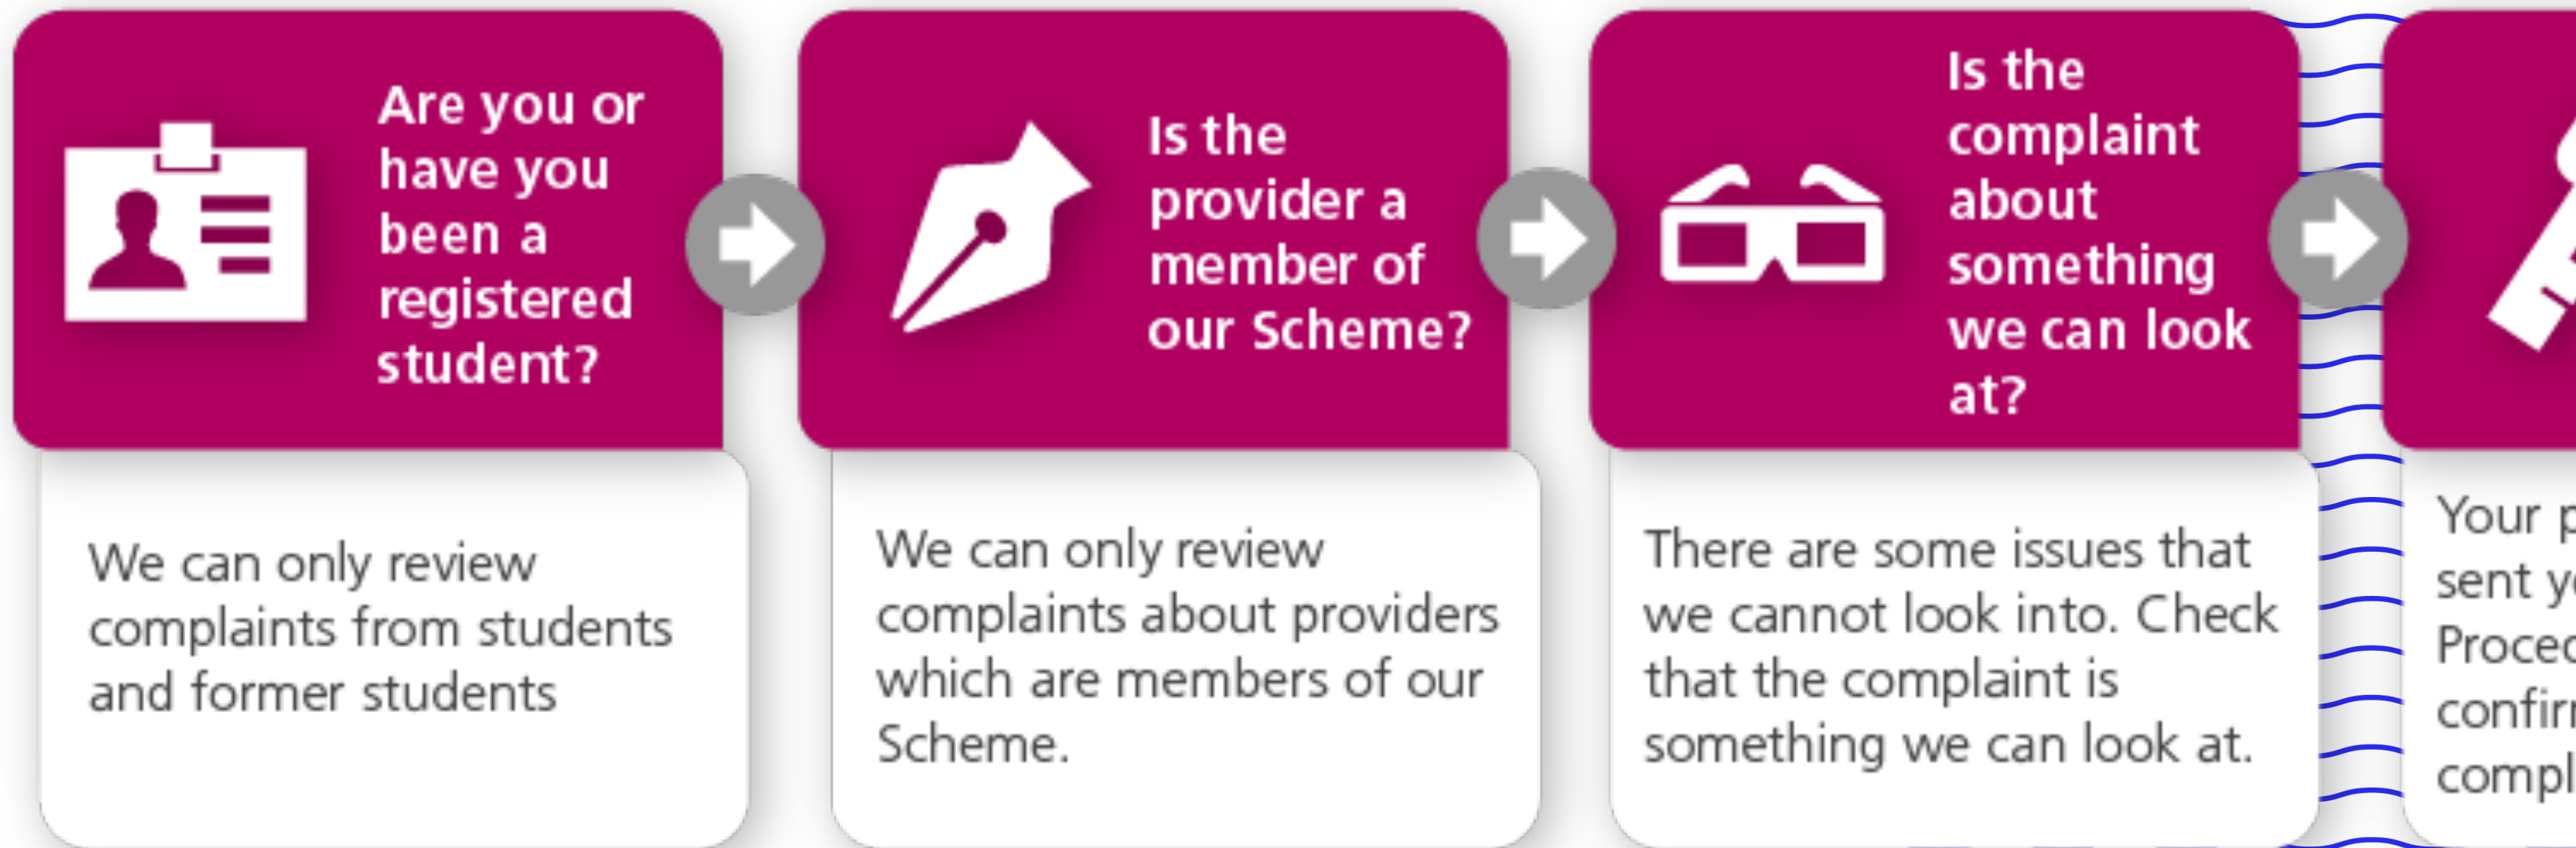 Are you or
have you
been a
registered
student?
We can only review
complaints from students
and former students
Is the
provider a
member of
our Scheme?
We can only review
complaints about providers
which are members of our
Scheme.
Is the
complaint
about
something
we can look
at?
There are some issues that
we cannot look into. Check
that the complaint is
something we can look at.
Your
sent